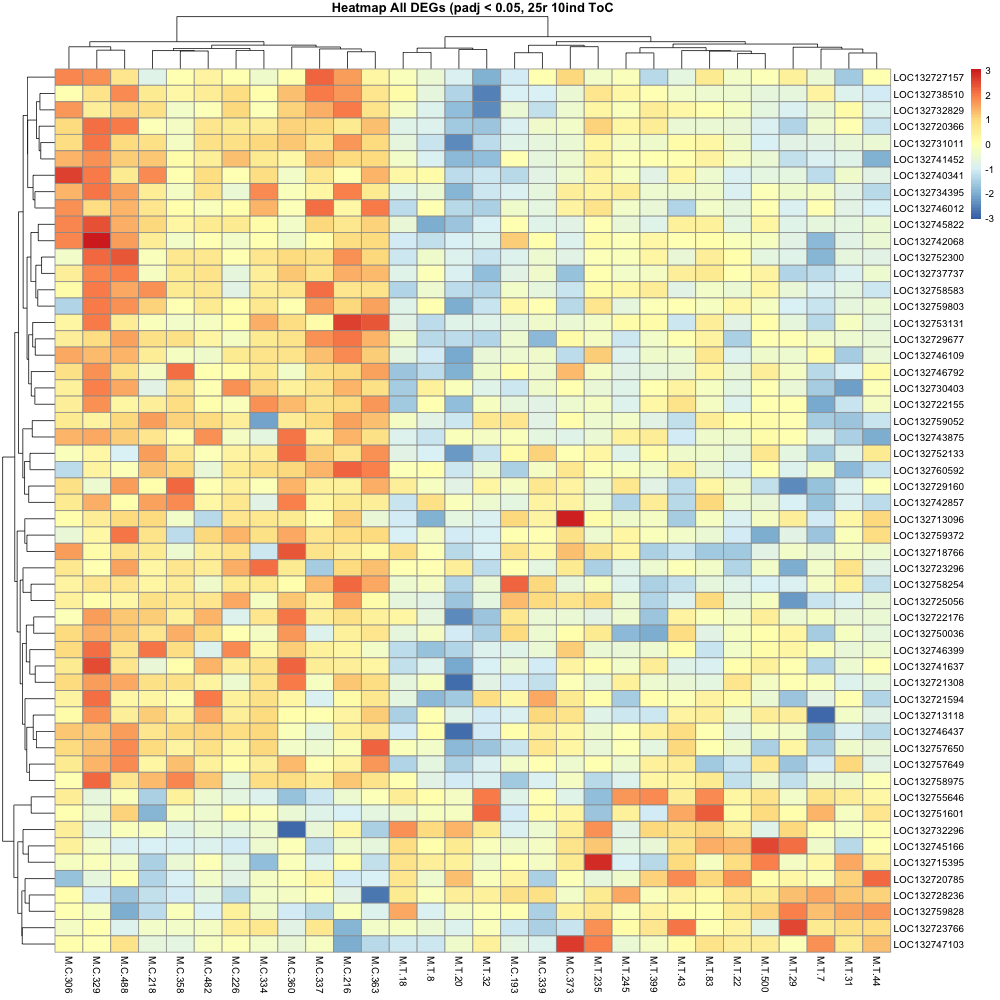 Heatmap All DEGs (padj < 0.05, 25r 10ind ToC
LOC132727157
LOC132738510
LOC132732829
LOC132720366
LOC132731011
LOC132741452
LOC132740341
LOC132734395
LOC132746012
LOC132745822
LOC132742068
LOC132752300
LOC132737737
LOC132758583
LOC132759803
LOC132753131
LOC132729677
LOC132746109
LOC132746792
LOC132730403
LOC132722155
LOC132759052
LOC132743875
LOC132752133
LOC132760592
LOC132729160
LOC132742857
LOC132713096
LOC132759372
LOC132718766
LOC132723296
LOC132758254
LOC132725056
LOC132722176
LOC132750036
LOC132746399
LOC132741637
LOC132721308
LOC132721594
LOC132713118
LOC132746437
LOC132757650
LOC132757649
LOC132758975
LOC132755646
LOC132751601
LOC132732296
LOC132745166
LOC132715395
LOC132720785
LOC132728236
LOC132759828
LOC132723766
LOC132747103
3
2
1
0
-1
-2
-3
M.C.306
M.C.329
M.C.488
M.C.218
M.C.358
M.C.482
M.C.226
M.C.334
M.C.360
M.C.337
M.C.216
M.C.363
M.T.18
M.T.8
M.T.20
M.T.32
M.C.193
M.C.339
M.C.373
M.T.235
M.T.245
M.T.399
M.T.43
M.T.83
M.T.22
M.T.500
M.T.29
M.T.7
M.T.31
M.T.44